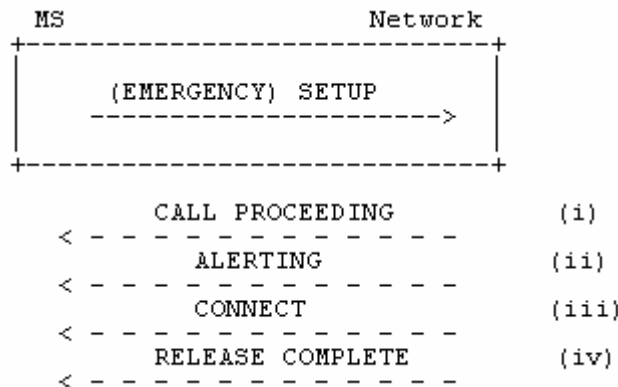 MS Network
(EMERGENCY) SETUP
CALL PROCEEDING (i)
ALERTING (ii)
CONNECT (iii)
RELEASE COMPLETE (iv)